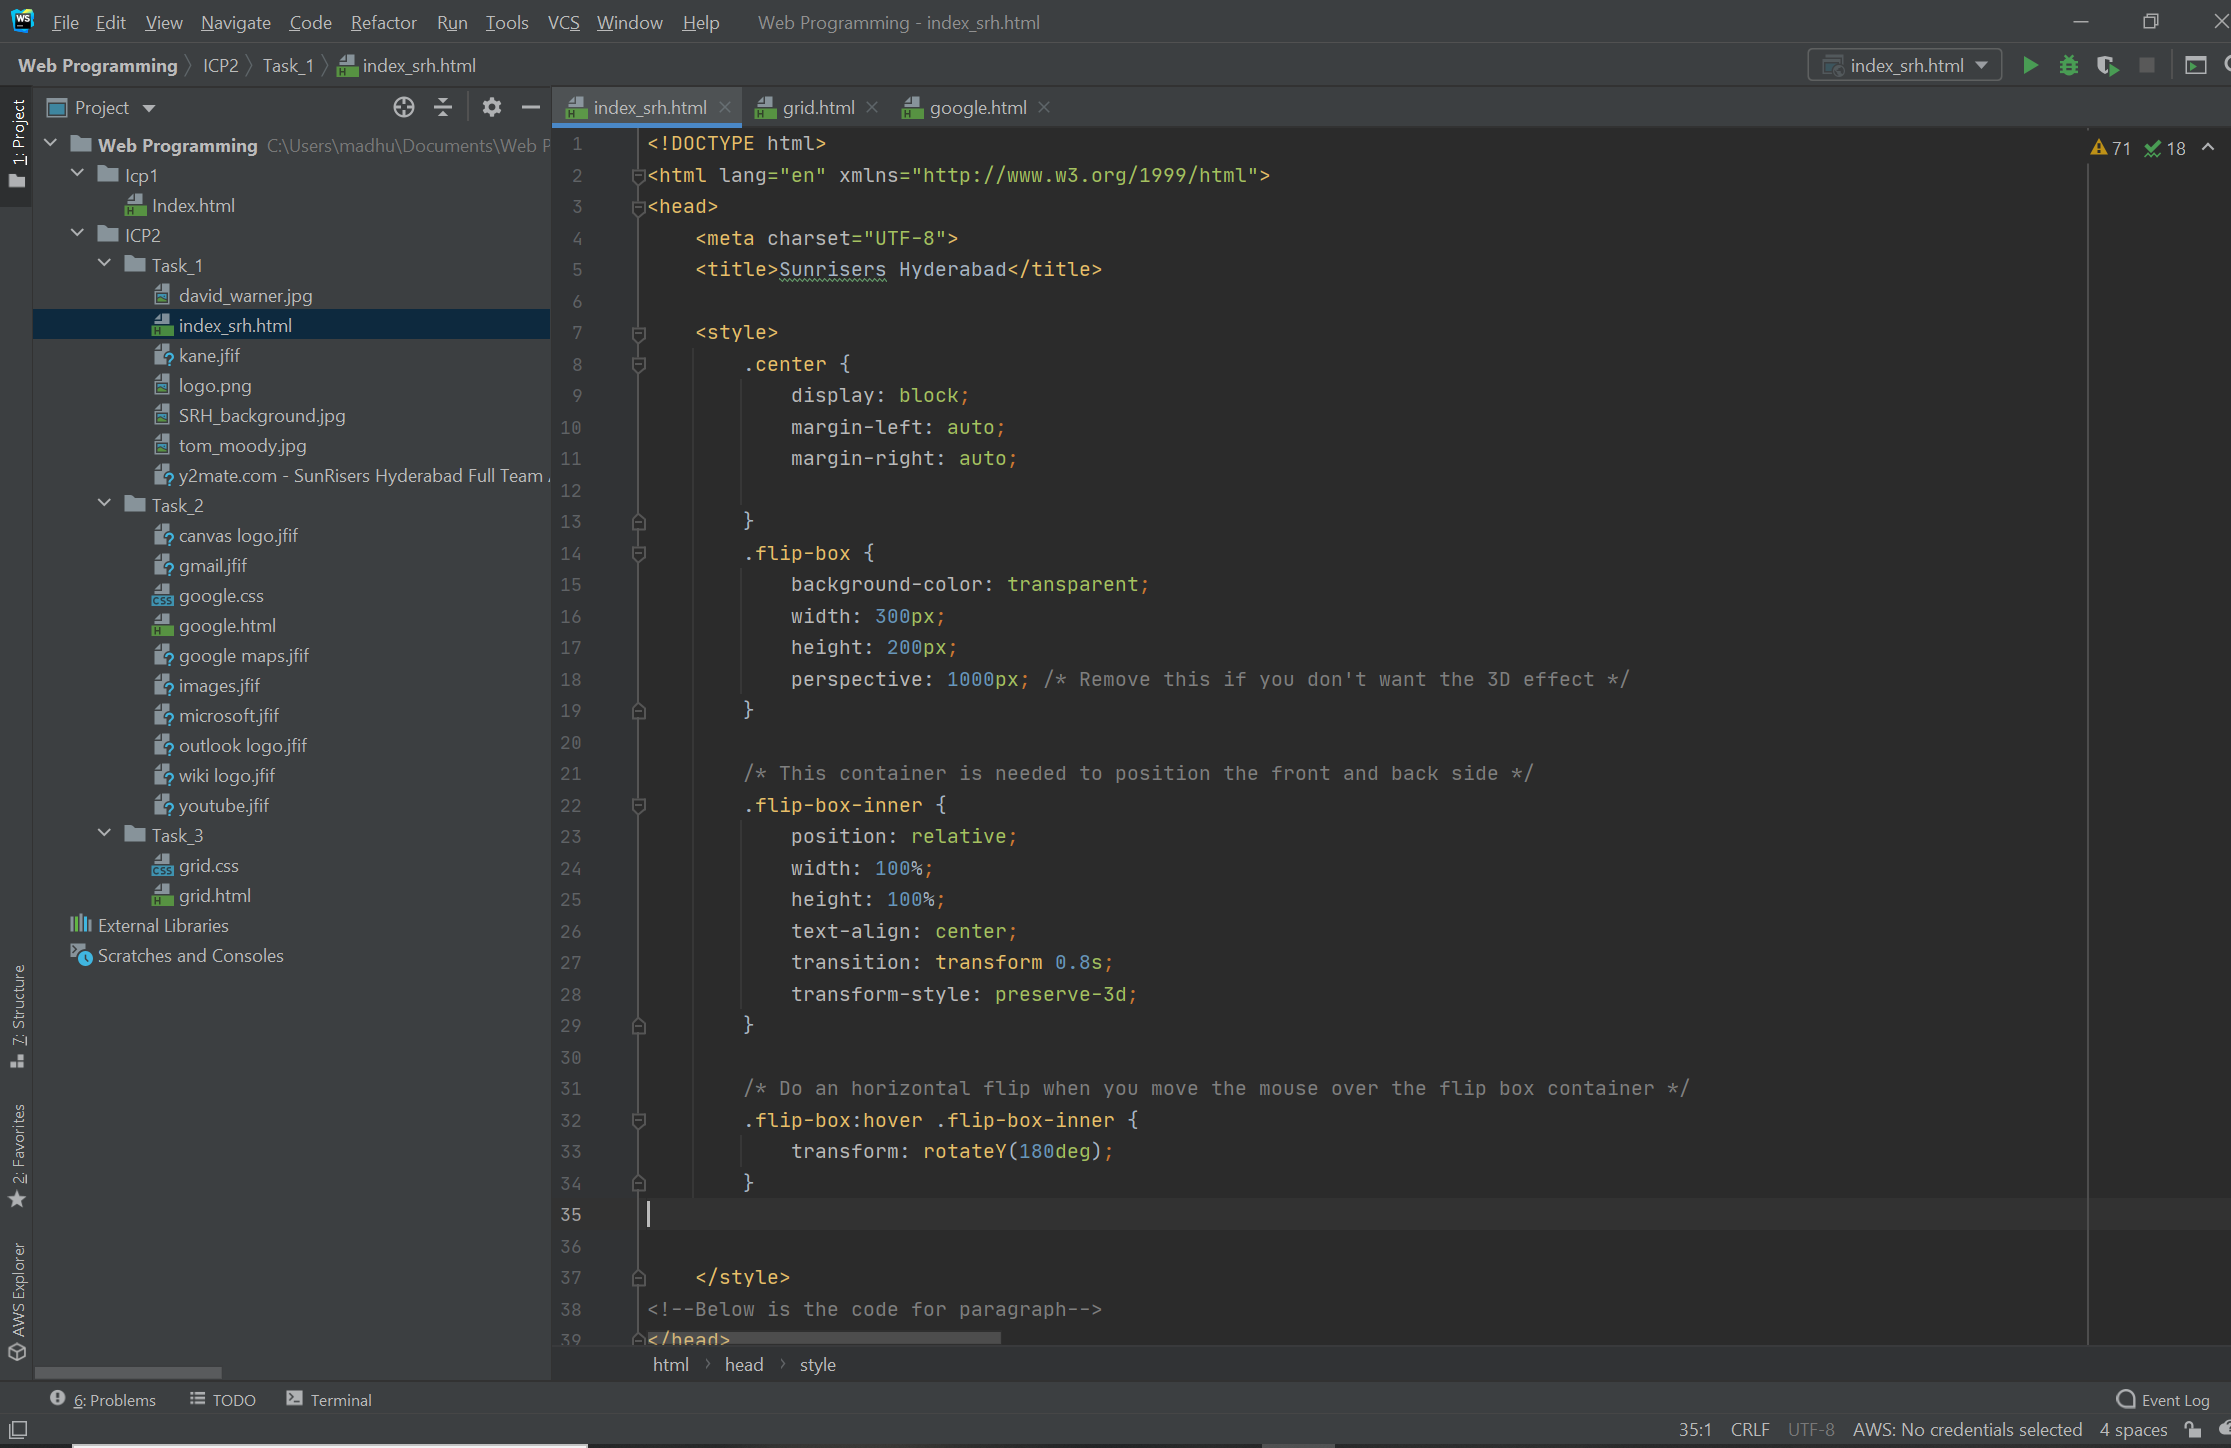 WS File Edit View Navigate Code Refactor Run Tools VCS Window Help Web Programming - index_srh.html
Web Programming ICP2 Task_1 index_srh.html index_srh.html
1: Project
Project
Web Programming C:\Users\madhu\Documents\Web P
Icp1
Index.html
ICP2
Task_1
david_warner.jpg
index_srh.html
kane.jfif
logo.png
SRH_background.jpg
tom_moody.jpg
y2mate.com - SunRisers Hyderabad Full Team
Task_2
canvas logo.jfif
gmail.jfif
google.css
google.html
google maps.jfif
images.jfif
microsoft.jfif
outlook logo.jfif
wiki logo.jfif
youtube.jfif
Task_3
grid.css
grid.html
External Libraries
Scratches and Consoles
7: Structure
2: Favorites
AWS Explorer
index_srh.html grid.html google.html
71 18
1 <!DOCTYPE html>
2 <html lang="en" xmlns="http://www.w3.org/1999/html">
3 <head>
4 <meta charset="UTF-8">
5 <title>Sunrisers Hyderabad</title>
6
7 <style>
8 .center {
9 display: block;
10 margin-left: auto;
11 margin-right: auto;
12
13 }
14 .flip-box {
15 background-color: transparent;
16 width: 300px;
17 height: 200px;
18 perspective: 1000px; /* Remove this if you don't want the 3D effect */
19 }
20
21 /* This container is needed to position the front and back side */
22 .flip-box-inner {
23 position: relative;
24 width: 100%;
25 height: 100%;
26 text-align: center;
27 transition: transform 0.8s;
28 transform-style: preserve-3d;
29 }
30
31 /* Do an horizontal flip when you move the mouse over the flip box container */
32 .flip-box:hover .flip-box-inner {
33 transform: rotateY(180deg);
34 }
35
36
37 </style>
38 <!--Below is the code for paragraph-->
39 </head>
html head style
6: Problems TODO Terminal Event Log
35:1 CRLF UTF-8 AWS: No credentials selected 4 spaces